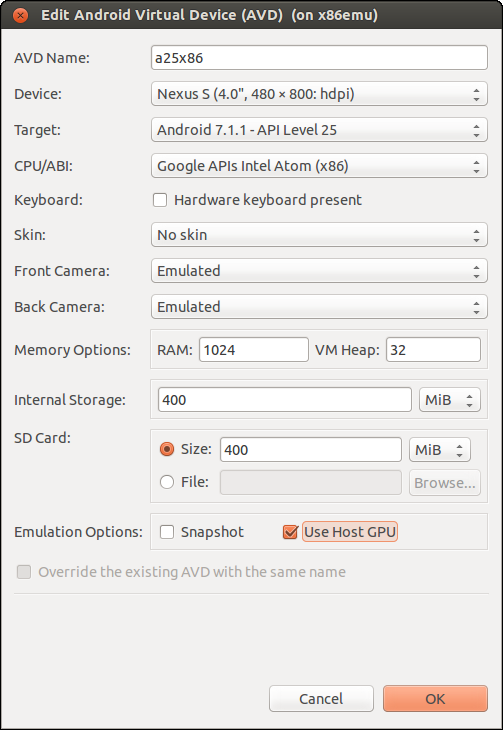 Edit Android Virtual Device (AVD) (on x86emu)
AVD Name: a25x86
Device: Nexus S (4.0", 480 × 800: hdpi)
Target: Android 7.1.1 - API Level 25
CPU/ABI: Google APIs Intel Atom (x86)
Keyboard: Hardware keyboard present
Skin: No skin
Front Camera: Emulated
Back Camera: Emulated
Memory Options: RAM: 1024 VM Heap: 32
Internal Storage: 400 MiB
SD Card:
Size: 400 MiB
File: Browse...
Emulation Options: Snapshot Use Host GPU
Override the existing AVD with the same name
Cancel OK